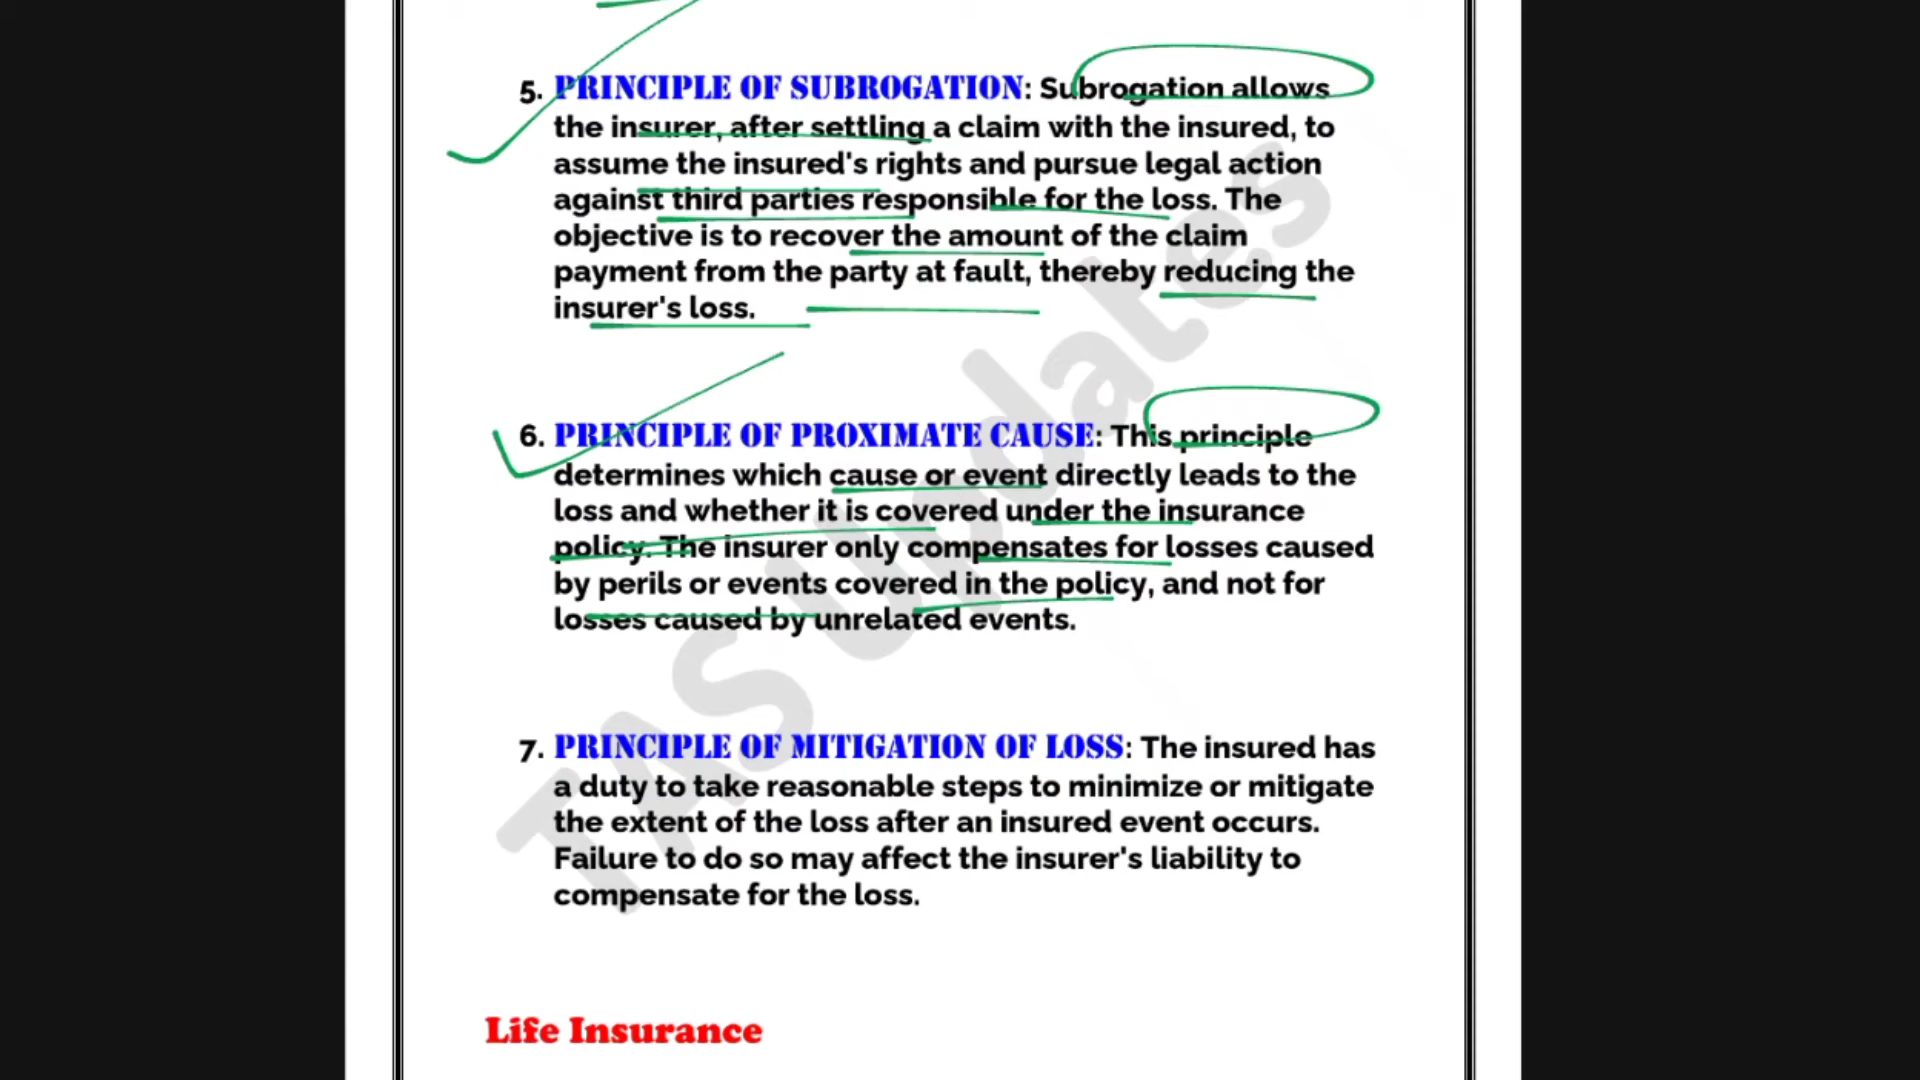 5. PRINCIPLE OF SUBROGATION: Subrogation allows
the insurer, after settling a claim with the insured, to
assume the insured's rights and pursue legal action
against third parties responsible for the loss. The
objective is to recover the amount of the claim
payment from the party at fault, thereby reducing the
insurer's loss.
6. PRINCIPLE OF PROXIMATE CAUSE: This principle
determines which cause or event directly leads to the
loss and whether it is covered under the insurance
policy. The insurer only compensates for losses caused
by perils or events covered in the policy, and not for
losses caused by unrelated events.
7. PRINCIPLE OF MITIGATION OF LOSS: The insured has
a duty to take reasonable steps to minimize or mitigate
the extent of the loss after an insured event occurs.
Failure to do so may affect the insurer's liability to
compensate for the loss.
Life Insurance
TAS Updates